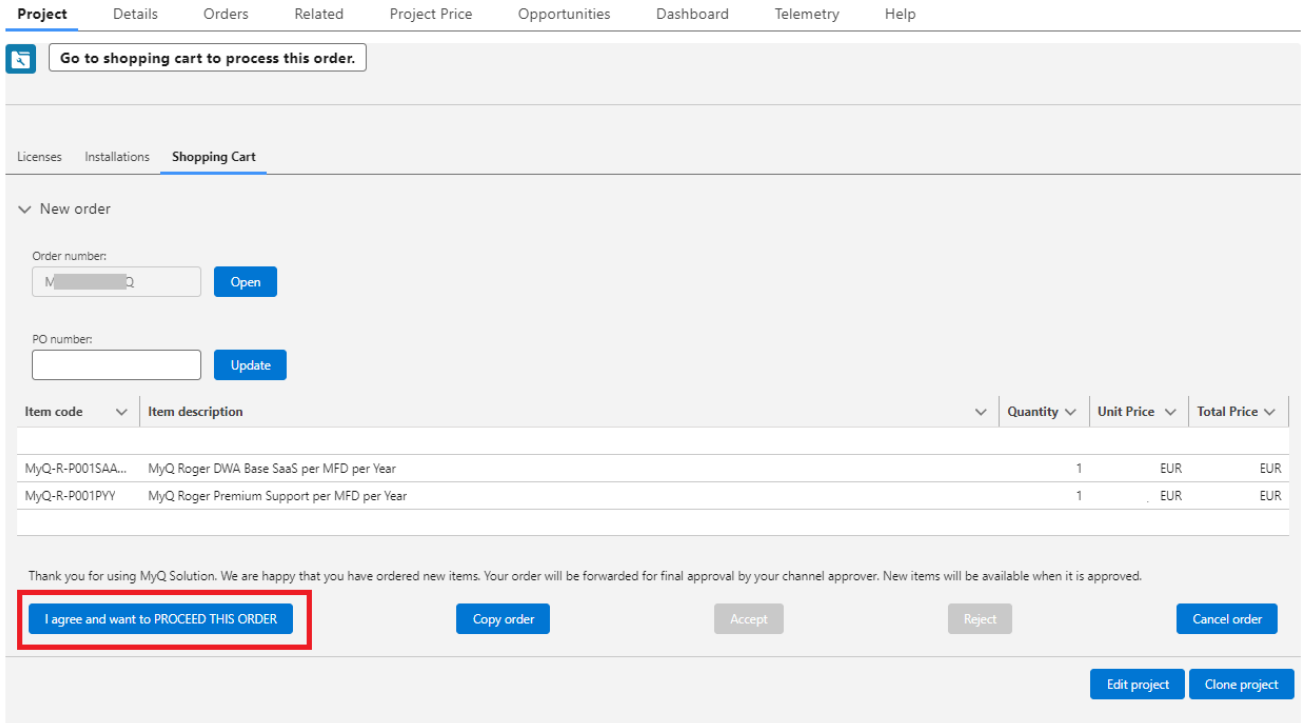 Project Details Orders Related Project Price Opportunities Dashboard Telemetry Help
Go to shopping cart to process this order.
Licenses Installations Shopping Cart
New order
Order number:
M Q Open
PO number:
Update
Item code Item description Quantity Unit Price Total Price
MyQ-R-P001SAA... MyQ Roger DWA Base SaaS per MFD per Year 1 EUR EUR
MyQ-R-P001PYY MyQ Roger Premium Support per MFD per Year 1 EUR EUR
Thank you for using MyQ Solution. We are happy that you have ordered new items. Your order will be forwarded for final approval by your channel approver. New items will be available when it is approved.
I agree and want to PROCEED THIS ORDER Copy order Accept Reject Cancel order
Edit project Clone project